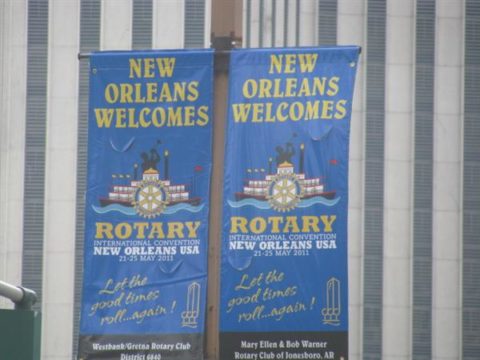 NEW
ORLEANS
WELCOMES
ROTARY
INTERNATIONAL CONVENTION
NEW ORLEANS USA
21-25 MAY 2011
Let the
good times
roll...again!
Westbank/Gretna Rotary Club
District 6840
NEW
ORLEANS
WELCOMES
ROTARY
INTERNATIONAL CONVENTION
NEW ORLEANS USA
21-25 MAY 2011
Let the
good times
roll...again!
Mary Ellen & Bob Warner
Rotary Club of Jonesboro, AR